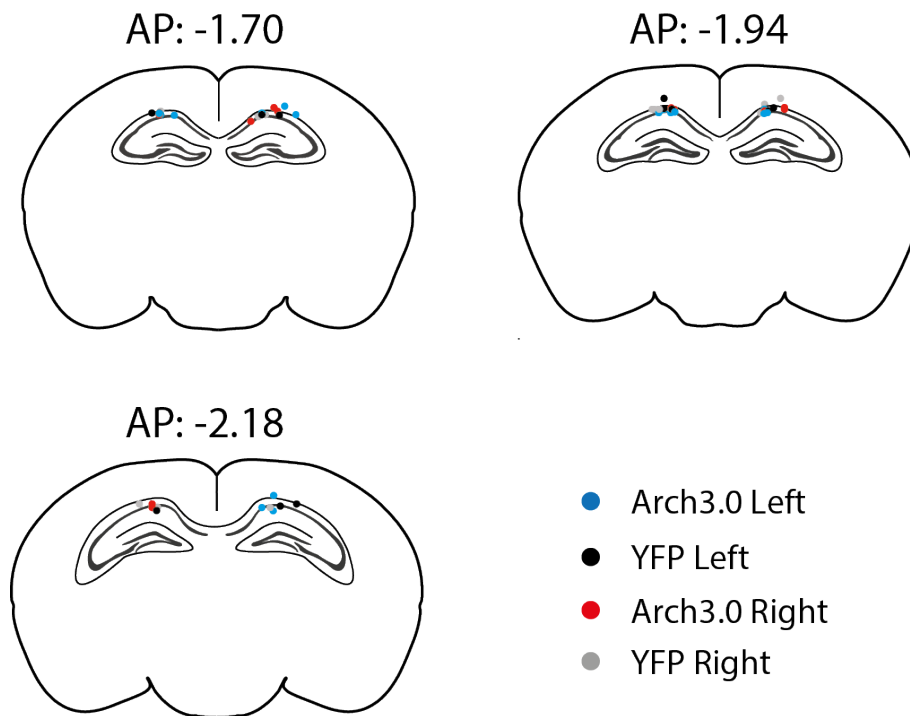 AP: -1.70
AP: -1.94
AP: -2.18
Arch3.0 Left
YFP Left
Arch3.0 Right
YFP Right